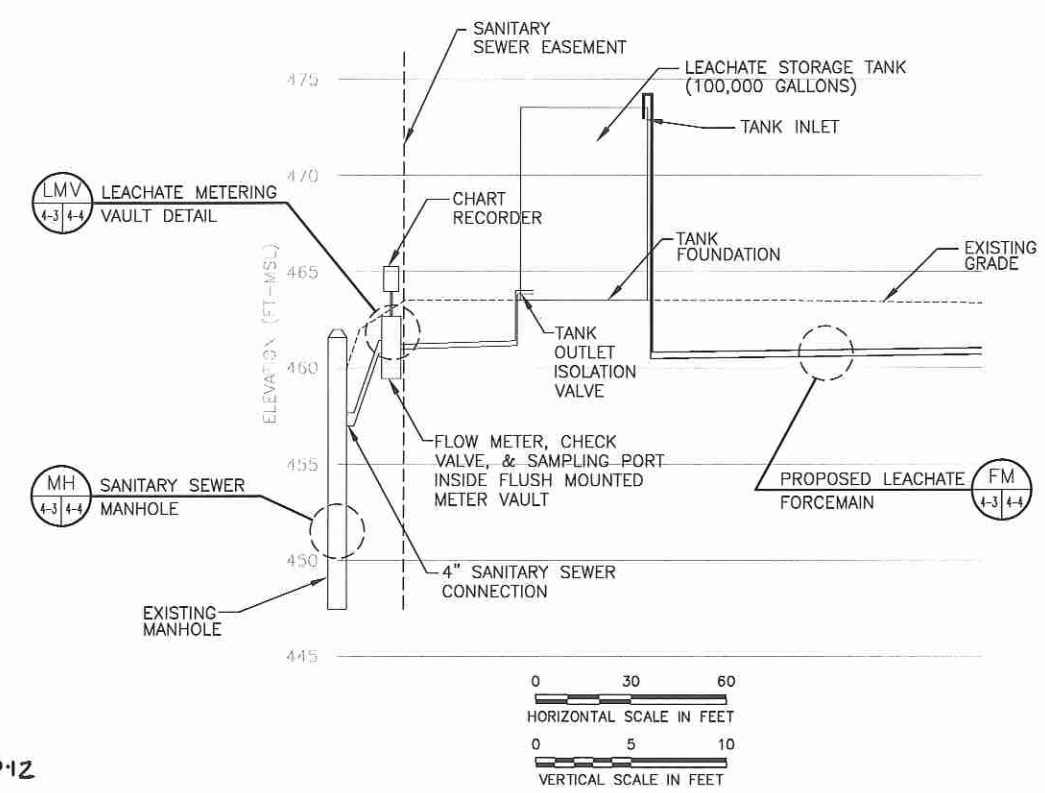 SANITARY
SEWER EASEMENT
475
LEACHATE STORAGE TANK
(100,000 GALLONS)
TANK INLET
470
LMV
4-3 4-4
LEACHATE METERING
VAULT DETAIL
CHART
RECORDER
TANK
FOUNDATION
EXISTING
GRADE
465
ELEVATION (FT-MSL)
460
TANK
OUTLET
ISOLATION
VALVE
FLOW METER, CHECK
VALVE, & SAMPLING PORT
INSIDE FLUSH MOUNTED
METER VAULT
455
MH
4-3 4-4
SANITARY SEWER
MANHOLE
PROPOSED LEACHATE
FORCEMAIN
FM
4-3 4-4
450
4" SANITARY SEWER
CONNECTION
EXISTING
MANHOLE
445
0 30 60
HORIZONTAL SCALE IN FEET
0 5 10
VERTICAL SCALE IN FEET